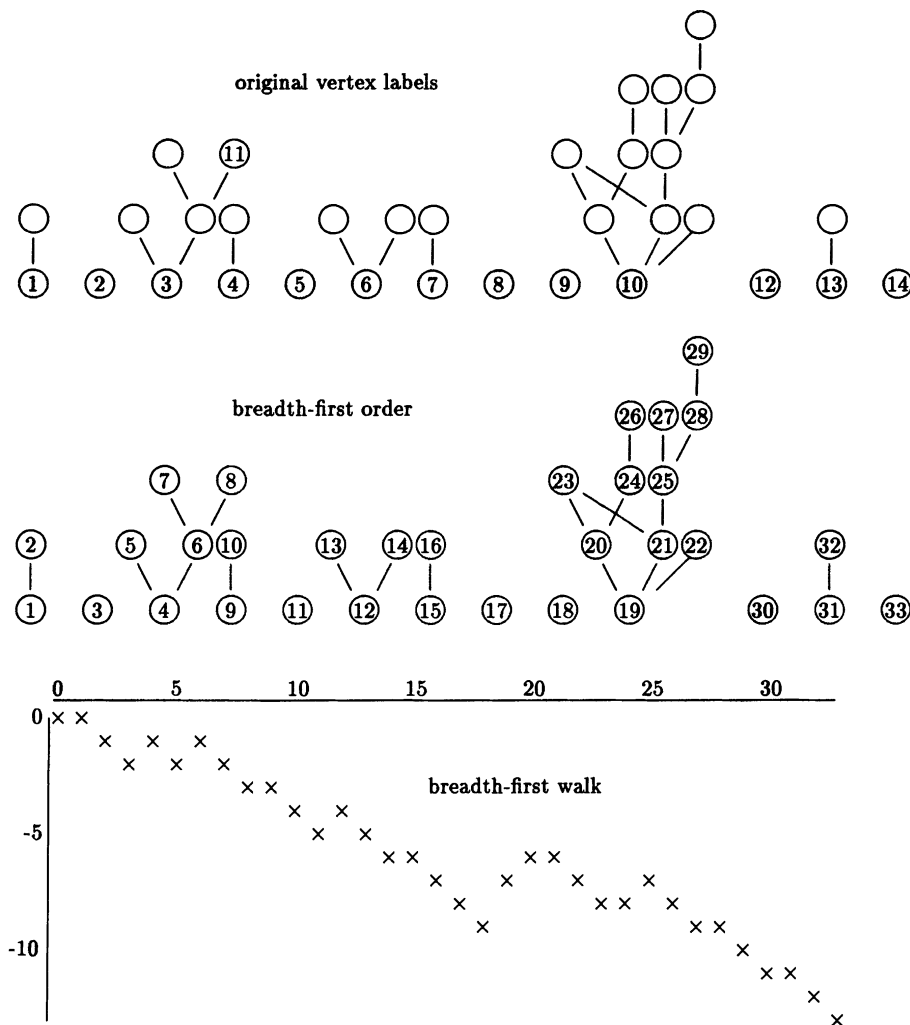 original vertex labels
11
1 2 3 4 5 6 7 8 9 10 12 13 14
breadth-first order
29
26 27 28
7 8 23 24 25
2 5 6 10 13 14 16 20 21 22 32
1 3 4 9 11 12 15 17 18 19 30 31 33
0 5 10 15 20 25 30
0
breadth-first walk
-5
-10